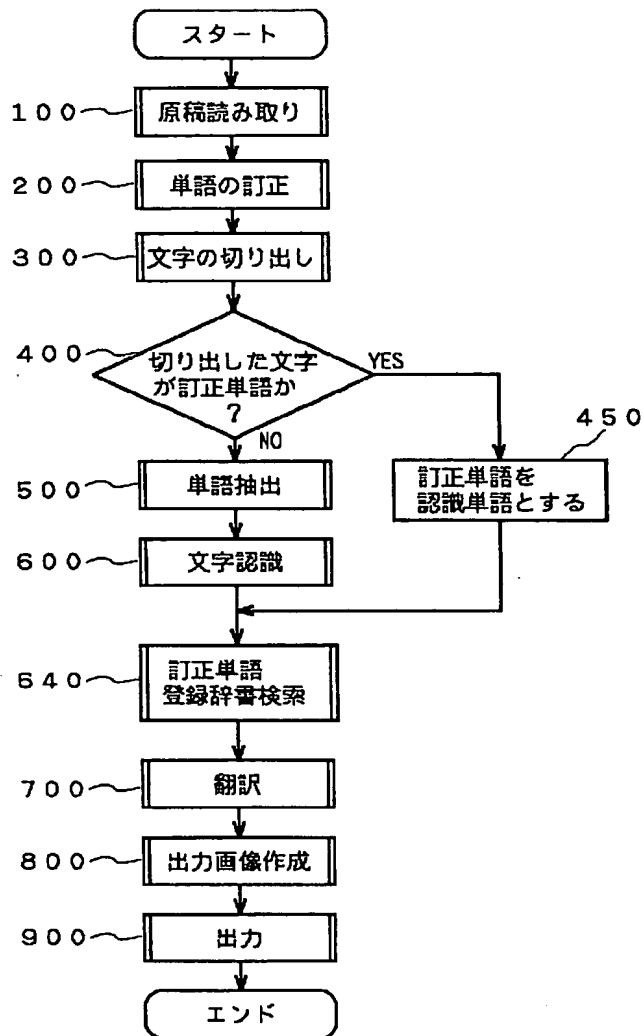 スタート
100
原稿読み取り
200
単語の訂正
300
文字の切り出し
400
切り出した文字
が訂正単語か
?
YES
NO
450
訂正単語を
認識単語とする
500
単語抽出
600
文字認識
640
訂正単語
登録辞書検索
700
翻訳
800
出力画像作成
900
出力
エンド